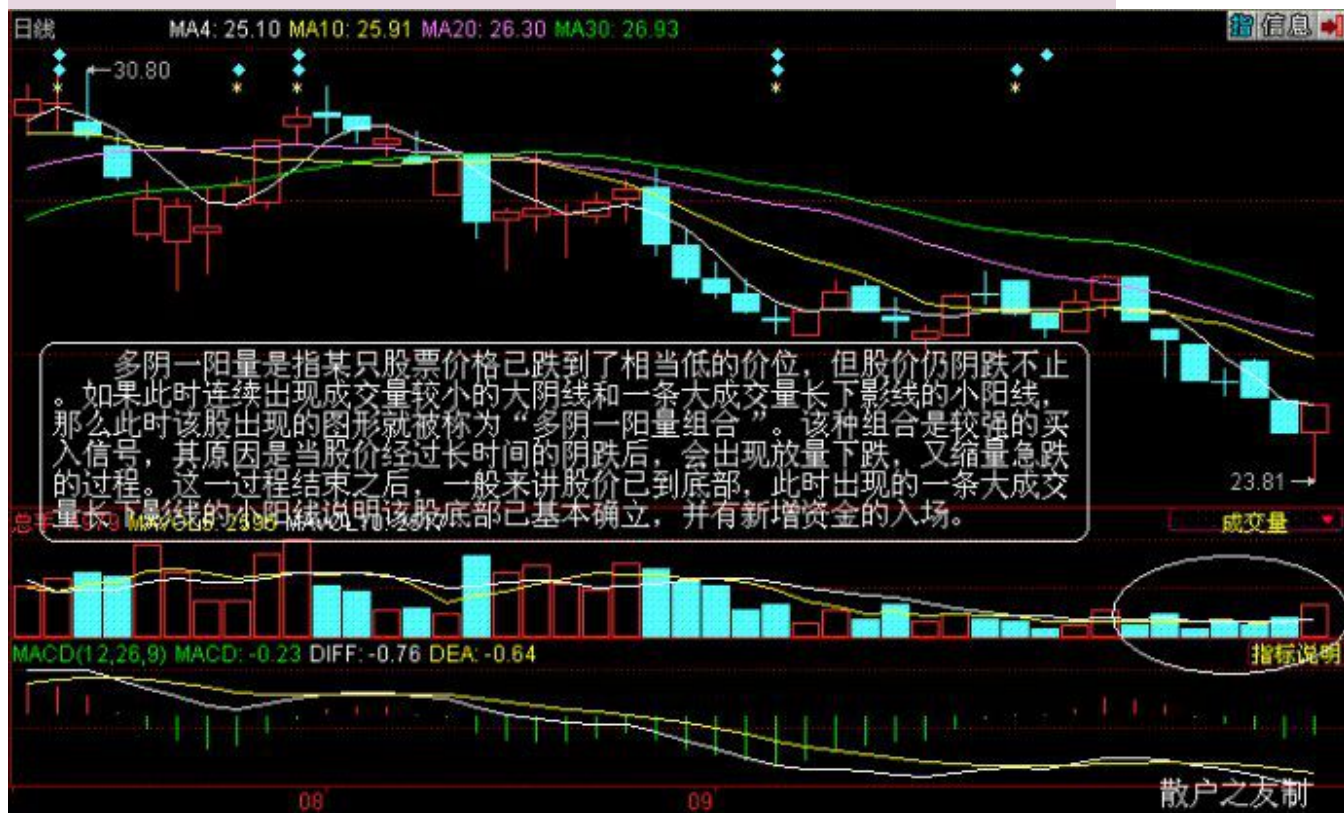 日线 MA4: 25.10 MA10: 25.91 MA20: 26.30 MA30: 26.93 指 信息
30.80
多阴一阳量是指某只股票价格已跌到了相当低的价位，但股价仍阴跌不止
。如果此时连续出现成交量较小的大阴线和一条大成交量长下影线的小阳线，
那么此时该股出现的图形就被称为“多阴一阳量组合”。该种组合是较强的买
入信号，其原因是当股价经过长时间的阴跌后，会出现放量下跌，又缩量急跌
的过程。这一过程结束之后，一般来讲股价已到底部，此时出现的一条大成交
量长下影线的小阳线说明该股底部已基本确立，并有新增资金的入场。
23.81
成交量
MACD(12,26,9) MACD: -0.23 DIFF: -0.76 DEA: -0.64 指标说明
散户之友制
08 09